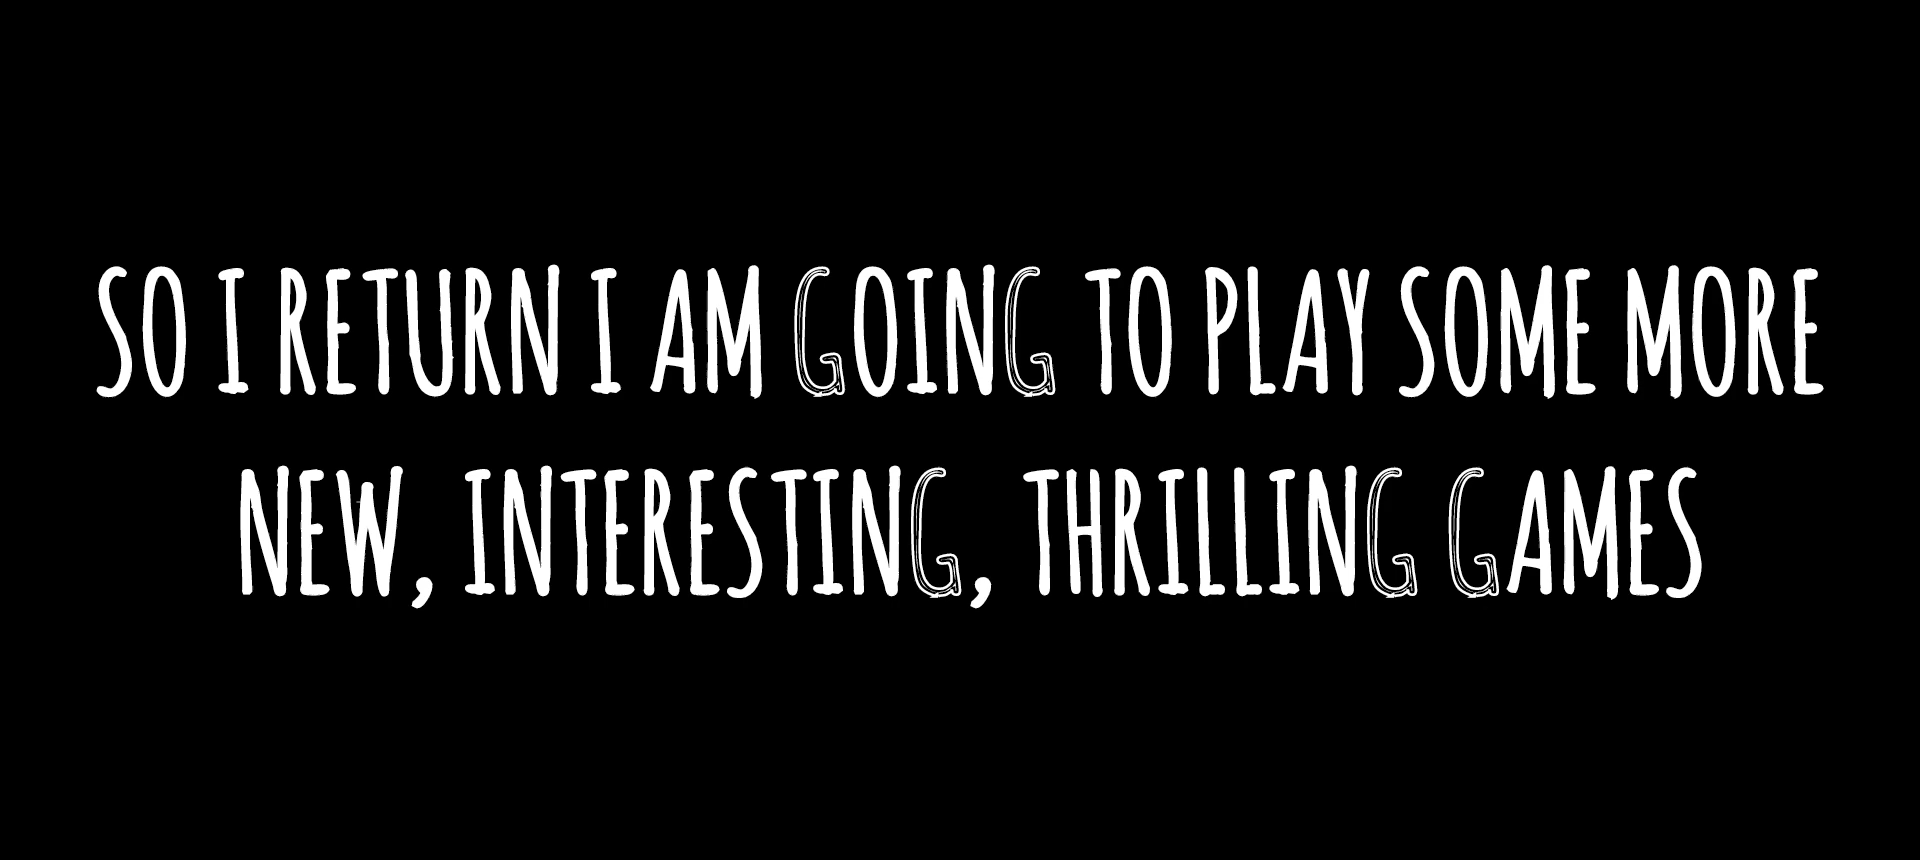 SO I RETURN I AM GOING TO PLAY SOME MORE
NEW, INTERESTING, THRILLING GAMES